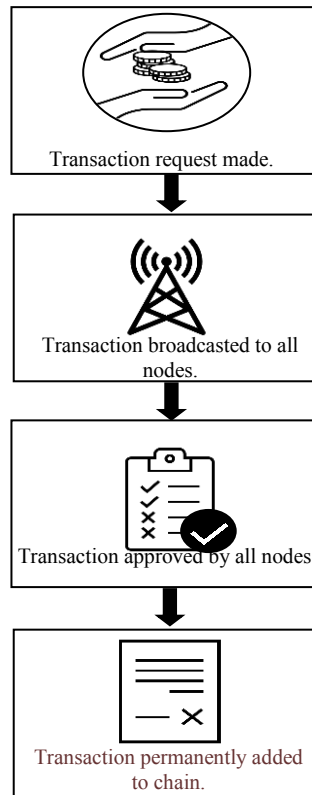 Transaction request made.
Transaction broadcasted to all
nodes.
Transaction approved by all nodes
Transaction permanently added
to chain.